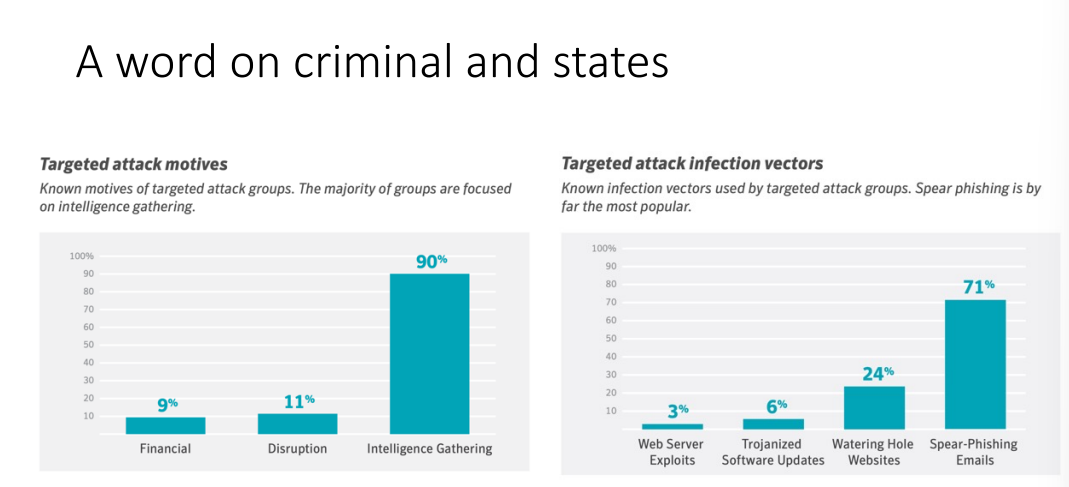 A word on criminal and states
Targeted attack motives
Known motives of targeted attack groups. The majority of groups are focused
on intelligence gathering.
100%
90
80
70
60
50
40
30
20
10
9%
11%
90%
Financial
Disruption
Intelligence Gathering
Targeted attack infection vectors
Known infection vectors used by targeted attack groups. Spear phishing is by
far the most popular.
100%
90
80
70
60
50
40
30
20
10
3%
6%
24%
71%
Web Server
Exploits
Trojanized
Software Updates
Watering Hole
Websites
Spear-Phishing
Emails